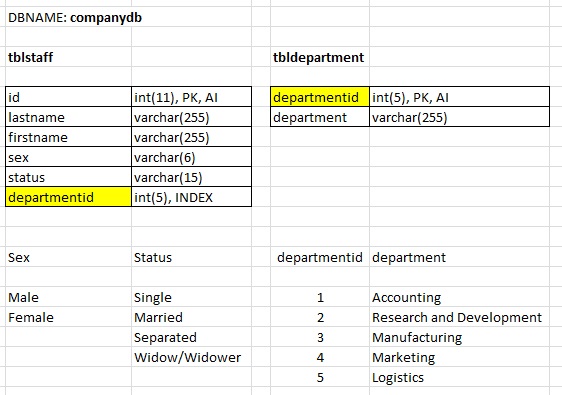 DBNAME: companydb
tblstaff tbldepartment
id int(11), PK, AI departmentid int(5), PK, AI
lastname varchar(255) department varchar(255)
firstname varchar(255)
sex varchar(6)
status varchar(15)
departmentid int(5), INDEX
Sex Status departmentid department
Male Single 1 Accounting
Female Married 2 Research and Development
Separated 3 Manufacturing
Widow/Widower 4 Marketing
5 Logistics